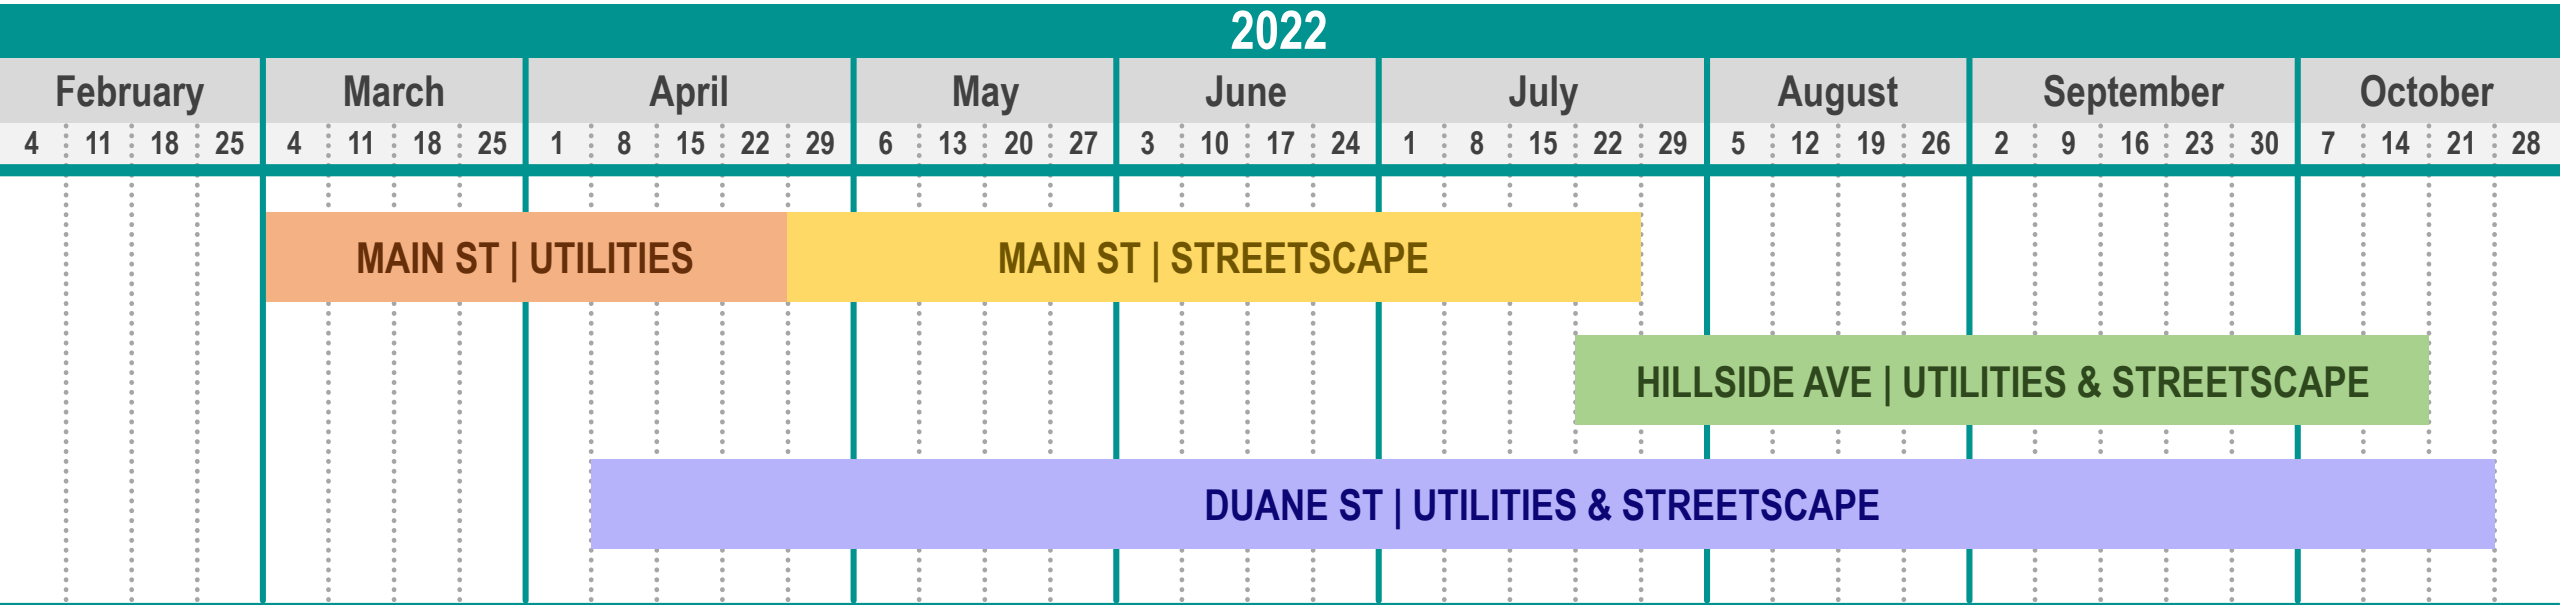 2022
February March April May June July August September October
4 11 18 25 4 11 18 25 1 8 15 22 29 6 13 20 27 3 10 17 24 1 8 15 22 29 5 12 19 26 2 9 16 23 30 7 14 21 28
MAIN ST | UTILITIES MAIN ST | STREETSCAPE
HILLSIDE AVE | UTILITIES & STREETSCAPE
DUANE ST | UTILITIES & STREETSCAPE